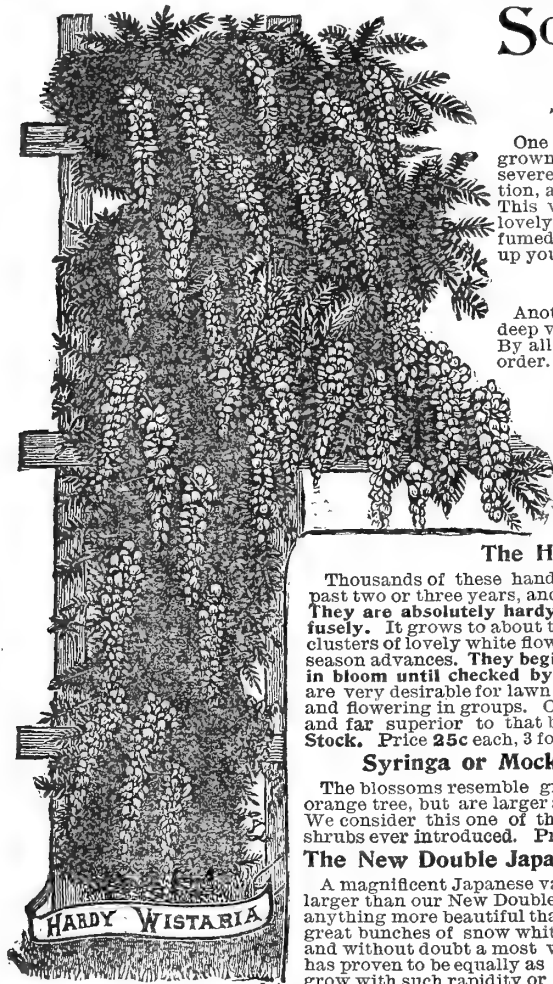 So
One
grown
severe
tion, a
This v
lovely
fumed
up you
Anot
deep v
By all
order.
The H
Thousands of these hand
past two or three years, and
They are absolutely hardy
fusely. It grows to about t
clusters of lovely white flow
season advances. They begi
in bloom until checked by
are very desirable for lawn
and flowering in groups. C
and far superior to that b
Stock. Price 25c each, 3 fo
Syringa or Mock
The blossoms resemble g
orange tree, but are larger
We consider this one of th
shrubs ever introduced. Pr
The New Double Japa
A magnificent Japanese va
larger than our New Double
anything more beautiful tha
great bunches of snow whit
and without doubt a most v
has proven to be equally as
grow with such rapidity or
HARDY WISTARIA